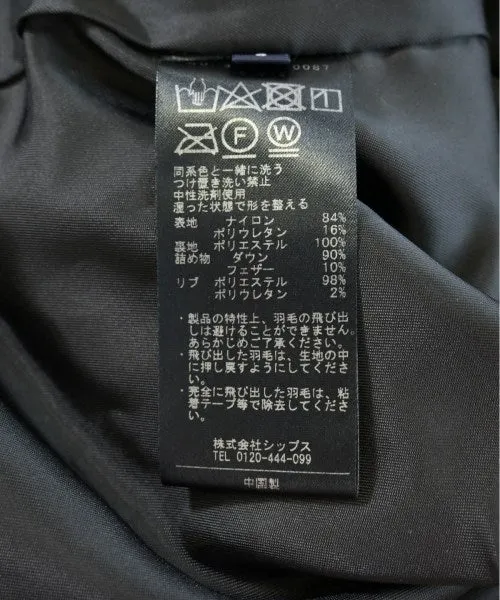 0087
F W
同系色と一緒に洗う
つけ置き洗い禁止
中性洗剤使用
湿った状態で形を整える
表地 ナイロン 84%
ポリウレタン 16%
裏地 ポリエステル 100%
詰め物 ダウン 90%
フェザー 10%
リブ ポリエステル 98%
ポリウレタン 2%
・製品の特性上、羽毛の飛び出
しは避けることができません。
あらかじめご了承ください。
・飛び出した羽毛は、生地の中
に押し戻すようにしてくださ
い。
・完全に飛び出した羽毛は、粘
着テープ等で除去してくださ
い。
株式会社シップス
TEL 0120-444-099
中国製